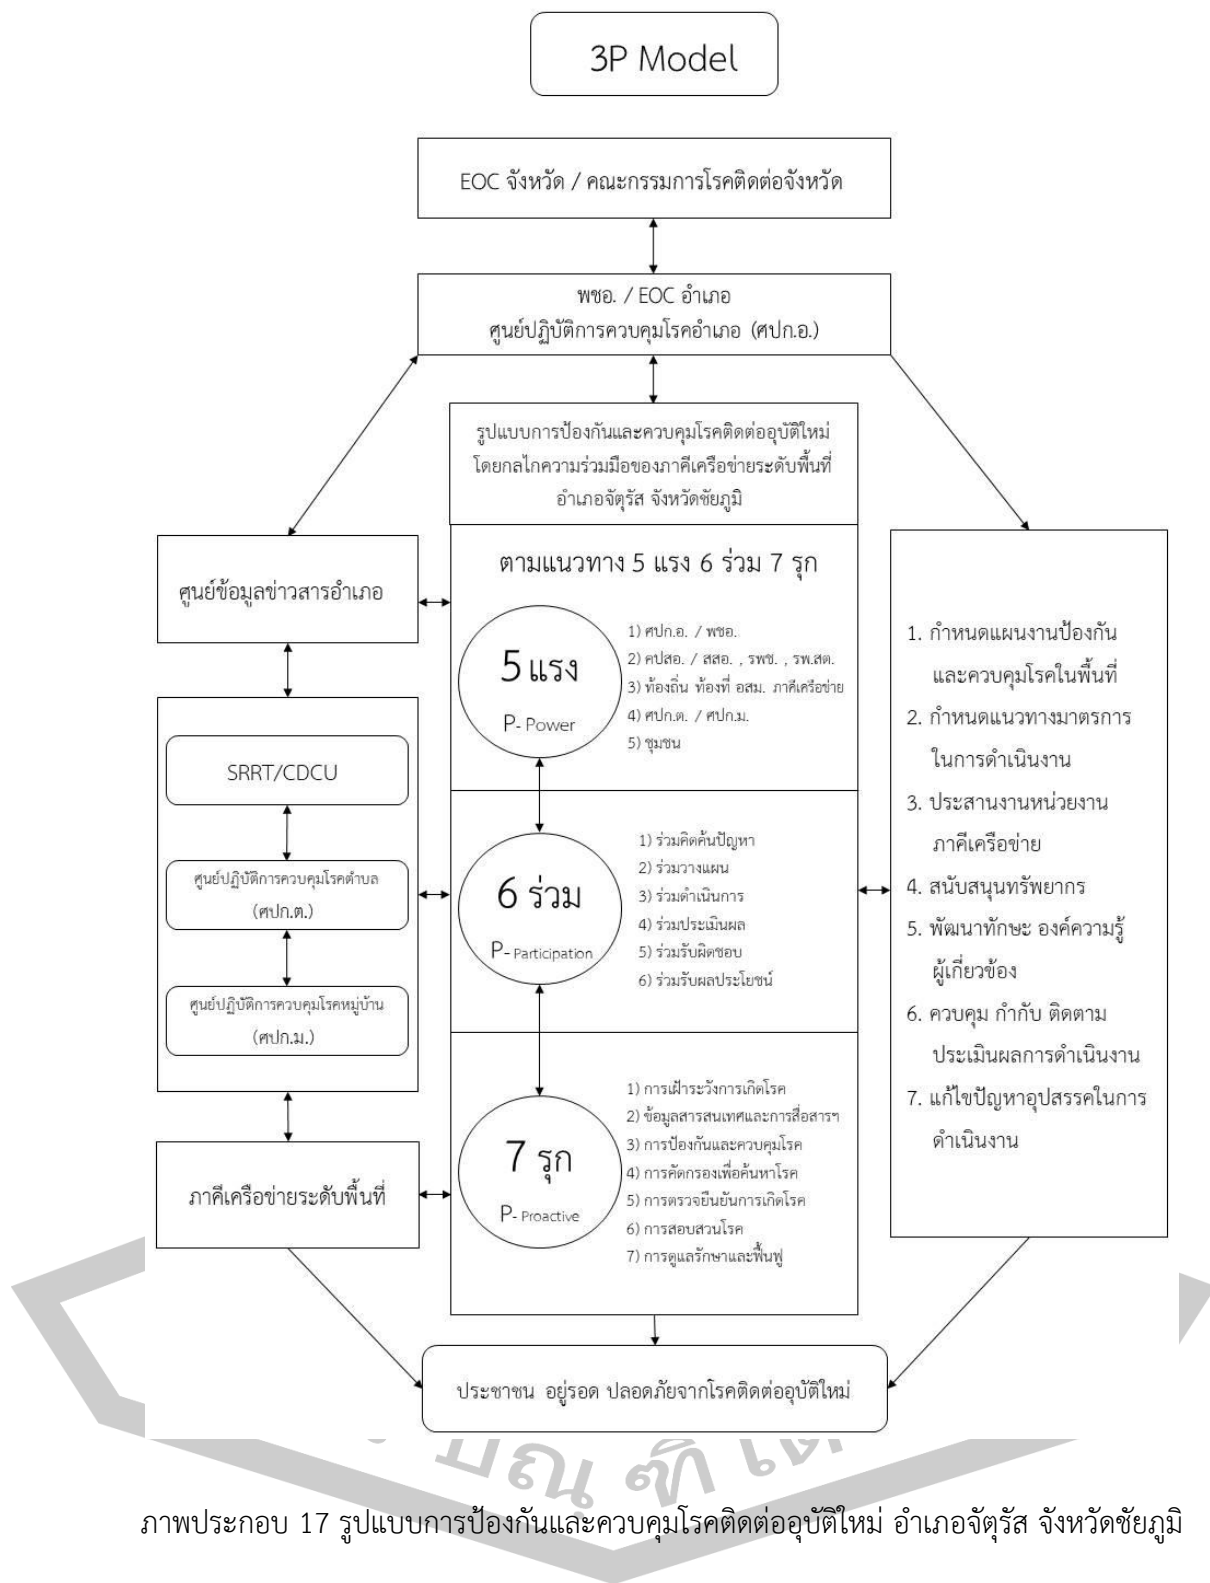 3P Model
EOC จังหวัด / คณะกรรมการโรคติดต่อจังหวัด
พชอ. / EOC อำเภอ
ศูนย์ปฏิบัติการควบคุมโรคอำเภอ (ศปก.อ.)
รูปแบบการป้องกันและควบคุมโรคติดต่ออุบัติใหม่
โดยกลไกความร่วมมือของภาคีเครือข่ายระดับพื้นที่
อำเภอจัตุรัส จังหวัดชัยภูมิ
ตามแนวทาง 5 แรง 6 ร่วม 7 รุก
ศูนย์ข้อมูลข่าวสารอำเภอ
SRRT/CDCU
ศูนย์ปฏิบัติการควบคุมโรคตำบล
(ศปก.ต.)
ศูนย์ปฏิบัติการควบคุมโรคหมู่บ้าน
(ศปก.ม.)
ภาคีเครือข่ายระดับพื้นที่
5 แรง
P- Power
1) ศปก.อ. / พชอ.
2) คปสอ. / สสอ. , รพช. , รพ.สต.
3) ท้องถิ่น ท้องที่ อสม. ภาคีเครือข่าย
4) ศปก.ต. / ศปก.ม.
5) ชุมชน
6 ร่วม
P- Participation
1) ร่วมคิดค้นปัญหา
2) ร่วมวางแผน
3) ร่วมดำเนินการ
4) ร่วมประเมินผล
5) ร่วมรับผิดชอบ
6) ร่วมรับผลประโยชน์
7 รุก
P- Proactive
1) การเฝ้าระวังการเกิดโรค
2) ข้อมูลสารสนเทศและการสื่อสารฯ
3) การป้องกันและควบคุมโรค
4) การคัดกรองเพื่อค้นหาโรค
5) การตรวจยืนยันการเกิดโรค
6) การสอบสวนโรค
7) การดูแลรักษาและฟื้นฟู
1. กำหนดแผนงานป้องกัน
และควบคุมโรคในพื้นที่
2. กำหนดแนวทางมาตรการ
ในการดำเนินงาน
3. ประสานงานหน่วยงาน
ภาคีเครือข่าย
4. สนับสนุนทรัพยากร
5. พัฒนาทักษะ องค์ความรู้
ผู้เกี่ยวข้อง
6. ควบคุม กำกับ ติดตาม
ประเมินผลการดำเนินงาน
7. แก้ไขปัญหาอุปสรรคในการ
ดำเนินงาน
ประชาชน อยู่รอด ปลอดภัยจากโรคติดต่ออุบัติใหม่
ภาพประกอบ 17 รูปแบบการป้องกันและควบคุมโรคติดต่ออุบัติใหม่ อำเภอจัตุรัส จังหวัดชัยภูมิ